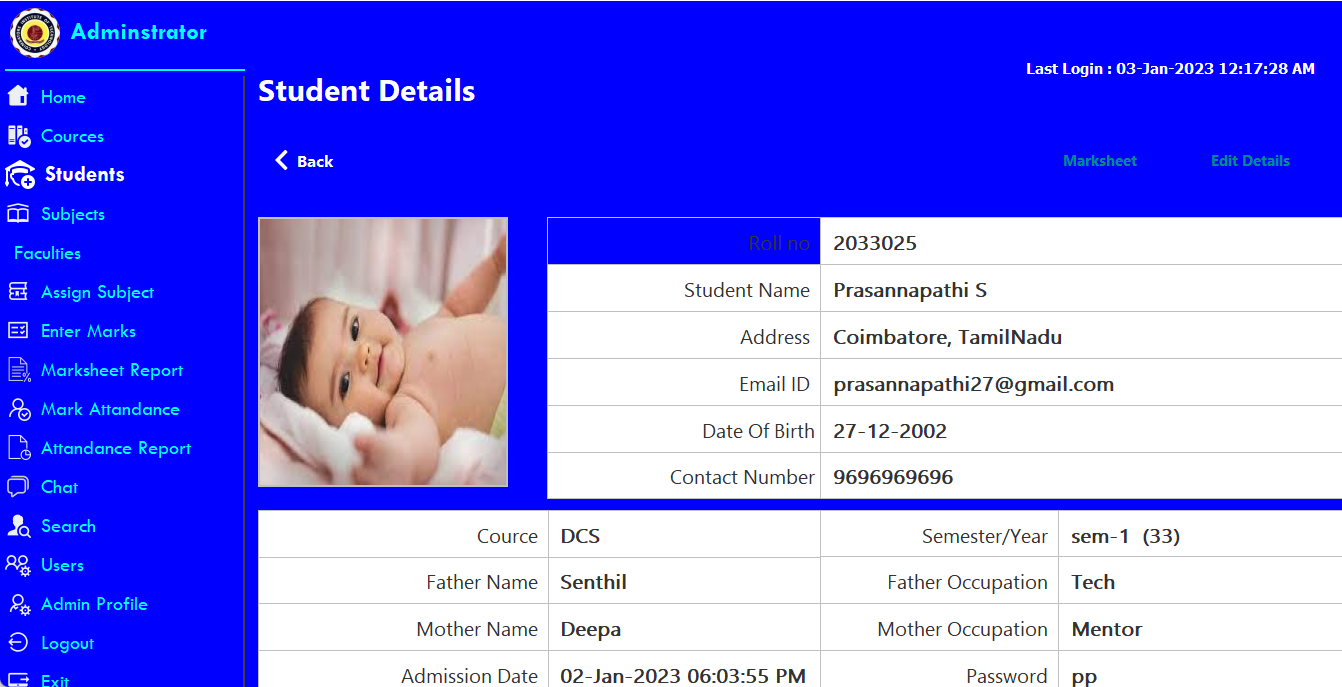 Adminstrator
Last Login : 03-Jan-2023 12:17:28 AM
Student Details
Back
Marksheet
Edit Details
Home
Cources
Students
Subjects
Faculties
Assign Subject
Enter Marks
Marksheet Report
Mark Attandance
Attandance Report
Chat
Search
Users
Admin Profile
Logout
Exit
Roll no 2033025
Student Name Prasannapathi S
Address Coimbatore, TamilNadu
Email ID prasannapathi27@gmail.com
Date Of Birth 27-12-2002
Contact Number 9696969696
Cource DCS Semester/Year sem-1 (33)
Father Name Senthil Father Occupation Tech
Mother Name Deepa Mother Occupation Mentor
Admission Date 02-Jan-2023 06:03:55 PM Password pp